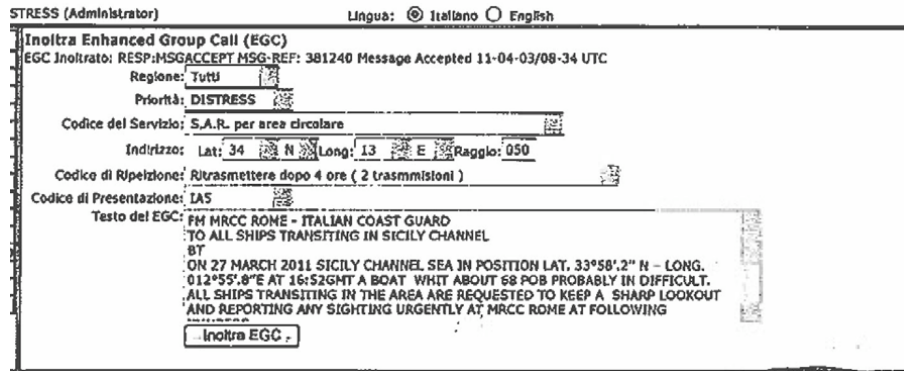 STRESS (Administrator) Lingua: Italiano English
Inoltra Enhanced Group Call (EGC)
EGC Inoltrato: RESP:MSGACCEPT MSG-REF: 381240 Message Accepted 11-04-03/08-34 UTC
Regione: Tutti
Priorità: DISTRESS
Codice del Servizio: S.A.R. per area circolare
Indirizzo: Lat: 34 N Long: 13 E Raggio: 050
Codice di Ripeizione: Ritrasmettere dopo 4 ore ( 2 trasmmisioni )
Codice di Presentazione: IA5
Testo del EGC: FM MRCC ROME - ITALIAN COAST GUARD
TO ALL SHIPS TRANSITING IN SICILY CHANNEL
BT
ON 27 MARCH 2011 SICILY CHANNEL SEA IN POSITION LAT. 33°58'.2" N - LONG.
012°55'.8"E AT 16:52GMT A BOAT WHIT ABOUT 68 POB PROBABLY IN DIFFICULT.
ALL SHIPS TRANSITING IN THE AREA ARE REQUESTED TO KEEP A SHARP LOOKOUT
AND REPORTING ANY SIGHTING URGENTLY AT MRCC ROME AT FOLLOWING
Inoltra EGC